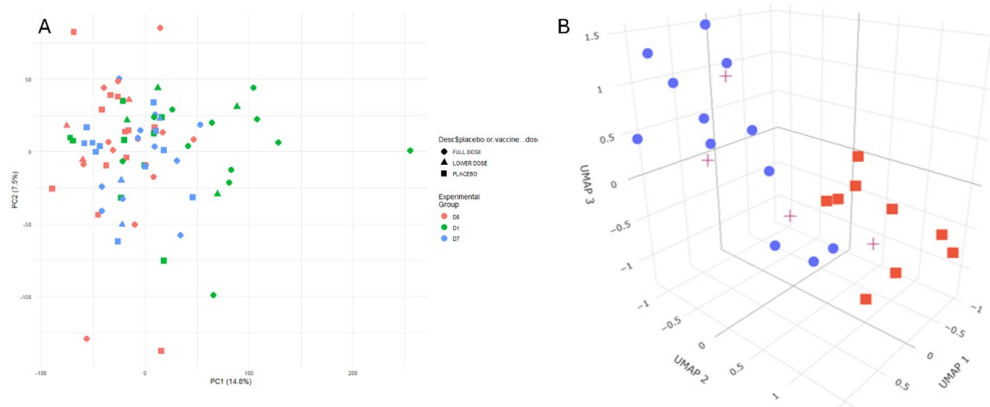 A
50
0
-50
-100
PC2 (7.5%)
-100
0
100
200
PC1 (14.8%)
Desc$placebo.or.vaccine...dos
FULL DOSE
LOWER DOSE
PLACEBO
Experimental
Group
D0
D1
D7
B
1.5
1
0.5
0
-0.5
-1
UMAP 3
-1
-0.5
0
0.5
1
UMAP 2
-1
-0.5
0
0.5
UMAP 1